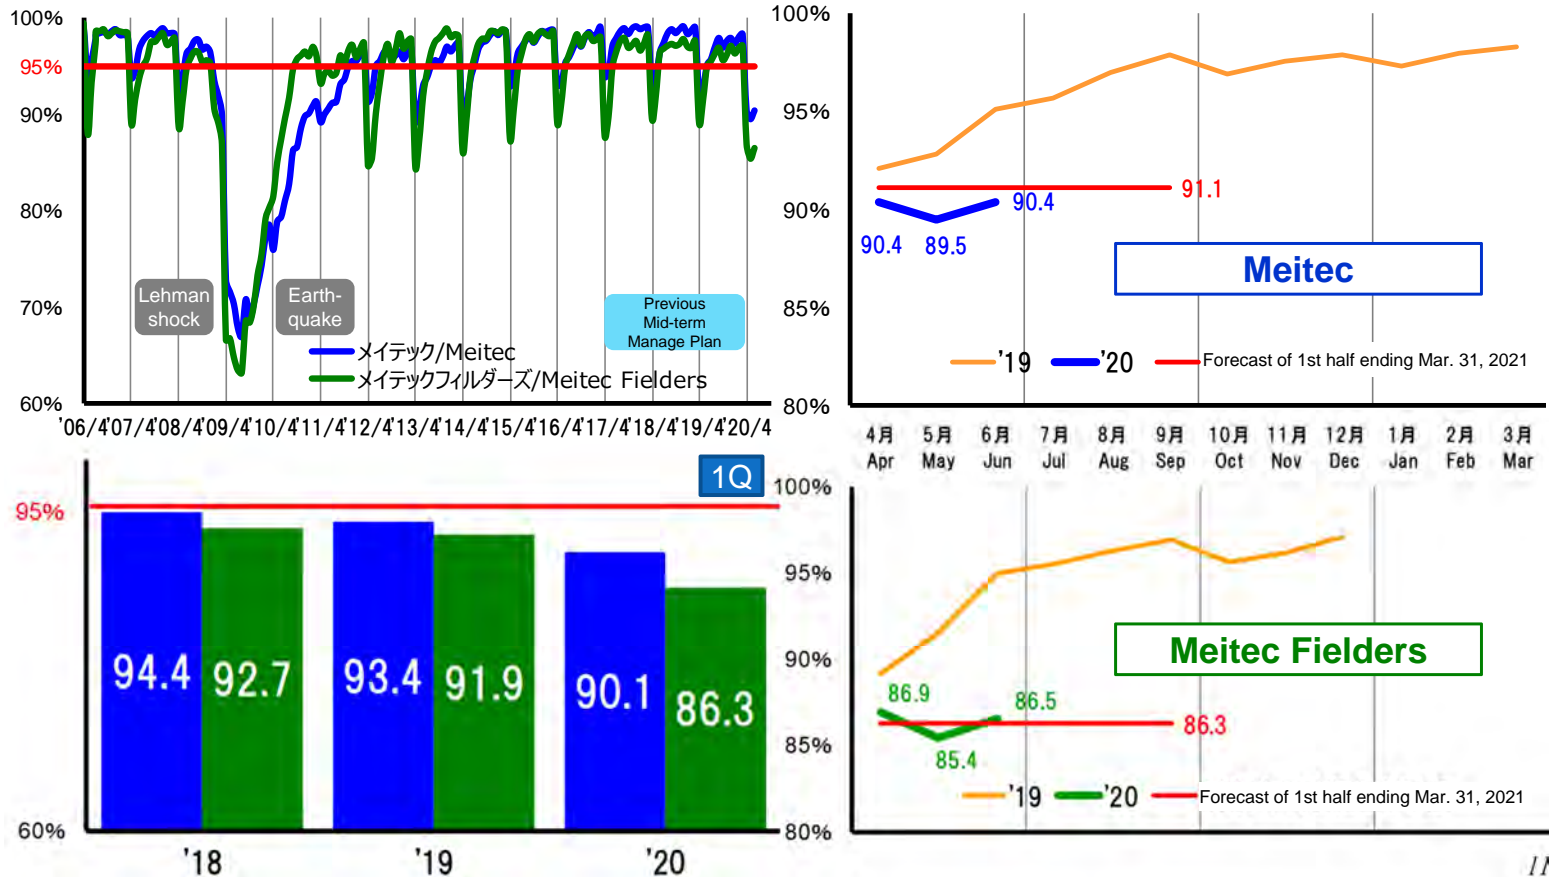 100%
95%
90%
80%
70%
60%
Lehman
shock
Earth-
quake
Previous
Mid-term
Manage Plan
メイテック/Meitec
メイテックフィルダーズ/Meitec Fielders
'06/4'07/4'08/4'09/4'10/4'11/4'12/4'13/4'14/4'15/4'16/4'17/4'18/4'19/4'20/4
100%
95%
90%
85%
80%
91.1
90.4
90.4
89.5
Meitec
'19 '20 Forecast of 1st half ending Mar. 31, 2021
4月 5月 6月 7月 8月 9月 10月 11月 12月 1月 2月 3月
Apr May Jun Jul Aug Sep Oct Nov Dec Jan Feb Mar
1Q
95%
60%
94.4 92.7 93.4 91.9 90.1 86.3
'18 '19 '20
100%
95%
90%
85%
80%
Meitec Fielders
86.9
86.5
86.3
85.4
'19 '20 Forecast of 1st half ending Mar. 31, 2021